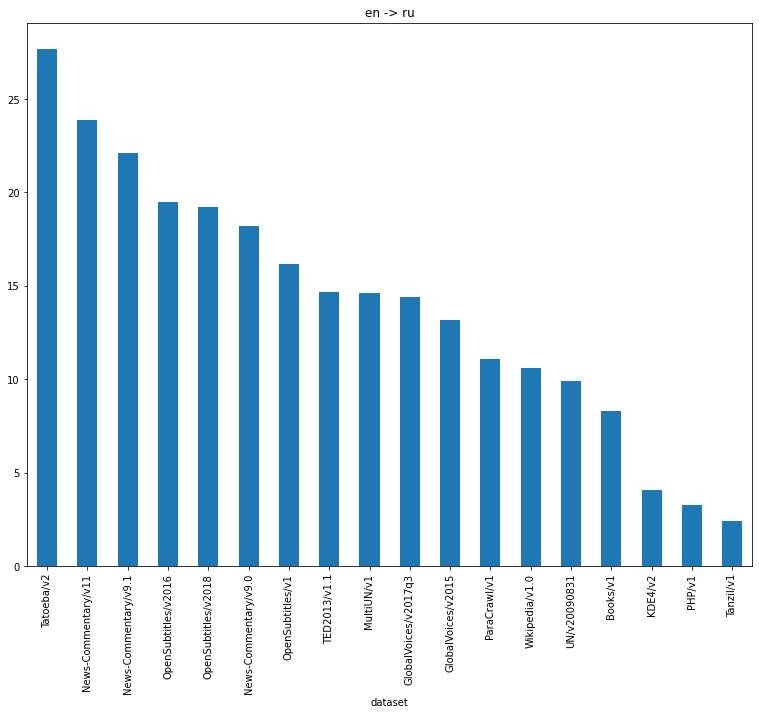 en -> ru
25
20
15
10
5
0
Tatoeba/v2
News-Commentary/v11
News-Commentary/v9.1
OpenSubtitles/v2016
OpenSubtitles/v2018
News-Commentary/v9.0
OpenSubtitles/v1
TED2013/v1.1
MultiUN/v1
GlobalVoices/v2017q3
GlobalVoices/v2015
ParaCrawl/v1
Wikipedia/v1.0
UN/v20090831
Books/v1
KDE4/v2
PHP/v1
Tanzil/v1
dataset